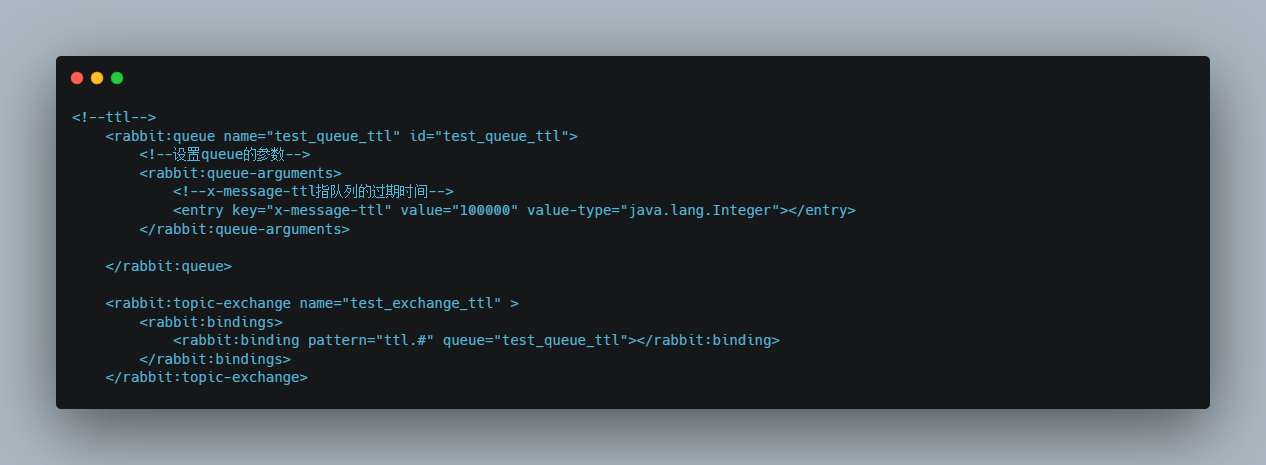 <!--ttl-->
    <rabbit:queue name="test_queue_ttl" id="test_queue_ttl">
        <!--设置queue的参数-->
        <rabbit:queue-arguments>
            <!--x-message-ttl指队列的过期时间-->
            <entry key="x-message-ttl" value="100000" value-type="java.lang.Integer"></entry>
        </rabbit:queue-arguments>

    </rabbit:queue>

    <rabbit:topic-exchange name="test_exchange_ttl" >
        <rabbit:bindings>
            <rabbit:binding pattern="ttl.#" queue="test_queue_ttl"></rabbit:binding>
        </rabbit:bindings>
    </rabbit:topic-exchange>